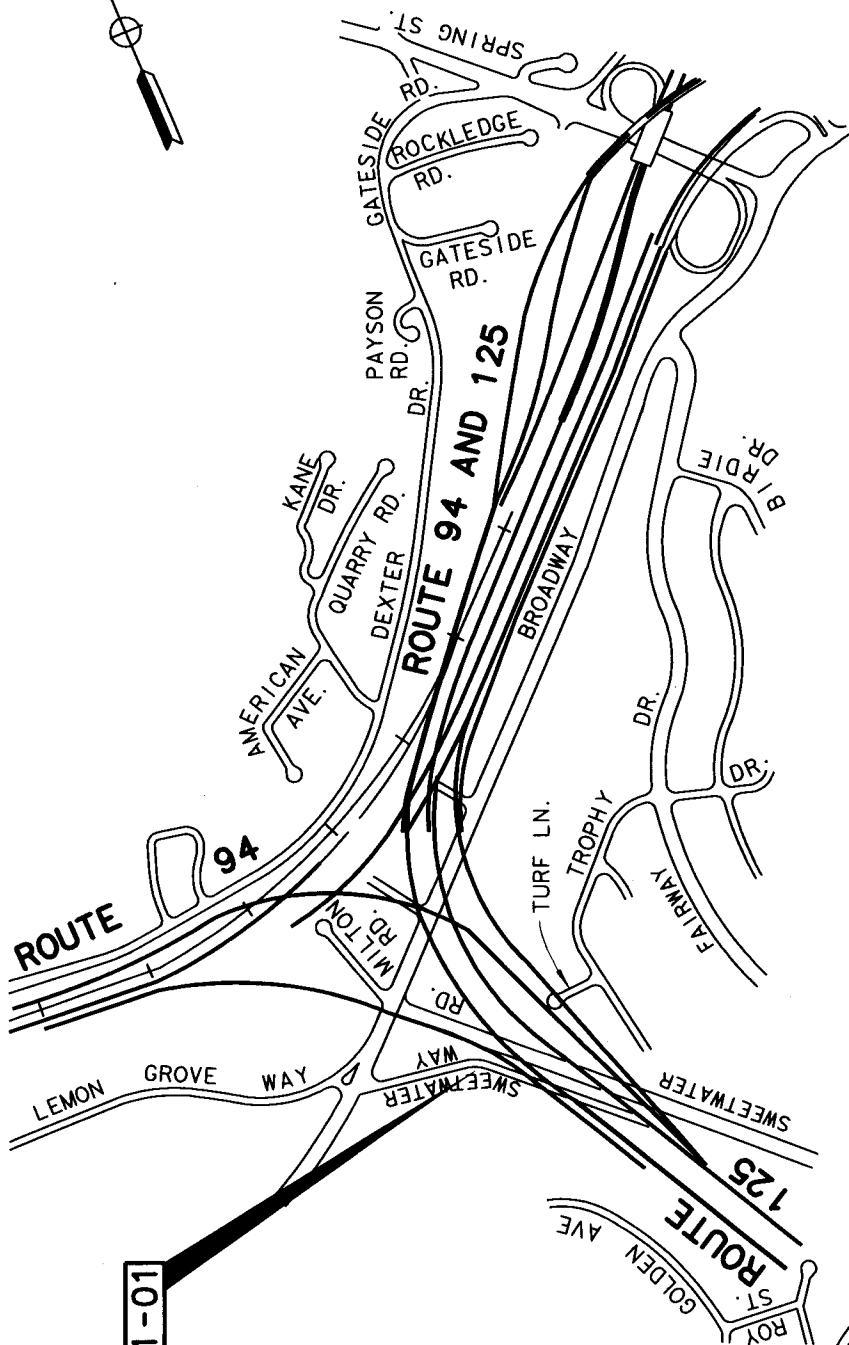 SPRING ST.
GATESIDE RD.
ROCKLEDGE
RD.
GATESIDE
RD.
PAYSON
RD.
DEXTER DR.
ROUTE 94 AND 125
KANE
DR.
QUARRY RD.
AMERICAN
AVE.
BROADWAY
BIRDIE
DR.
DR.
DR.
TURF LN.
TROPHY
FAIRWAY
ROUTE 94
MILTON
RD.
RD.
LEMON GROVE WAY
SWEETWATER
WAY
SWEETWATER
ROUTE 125
GOLDEN AVE
ROY ST.
1-01